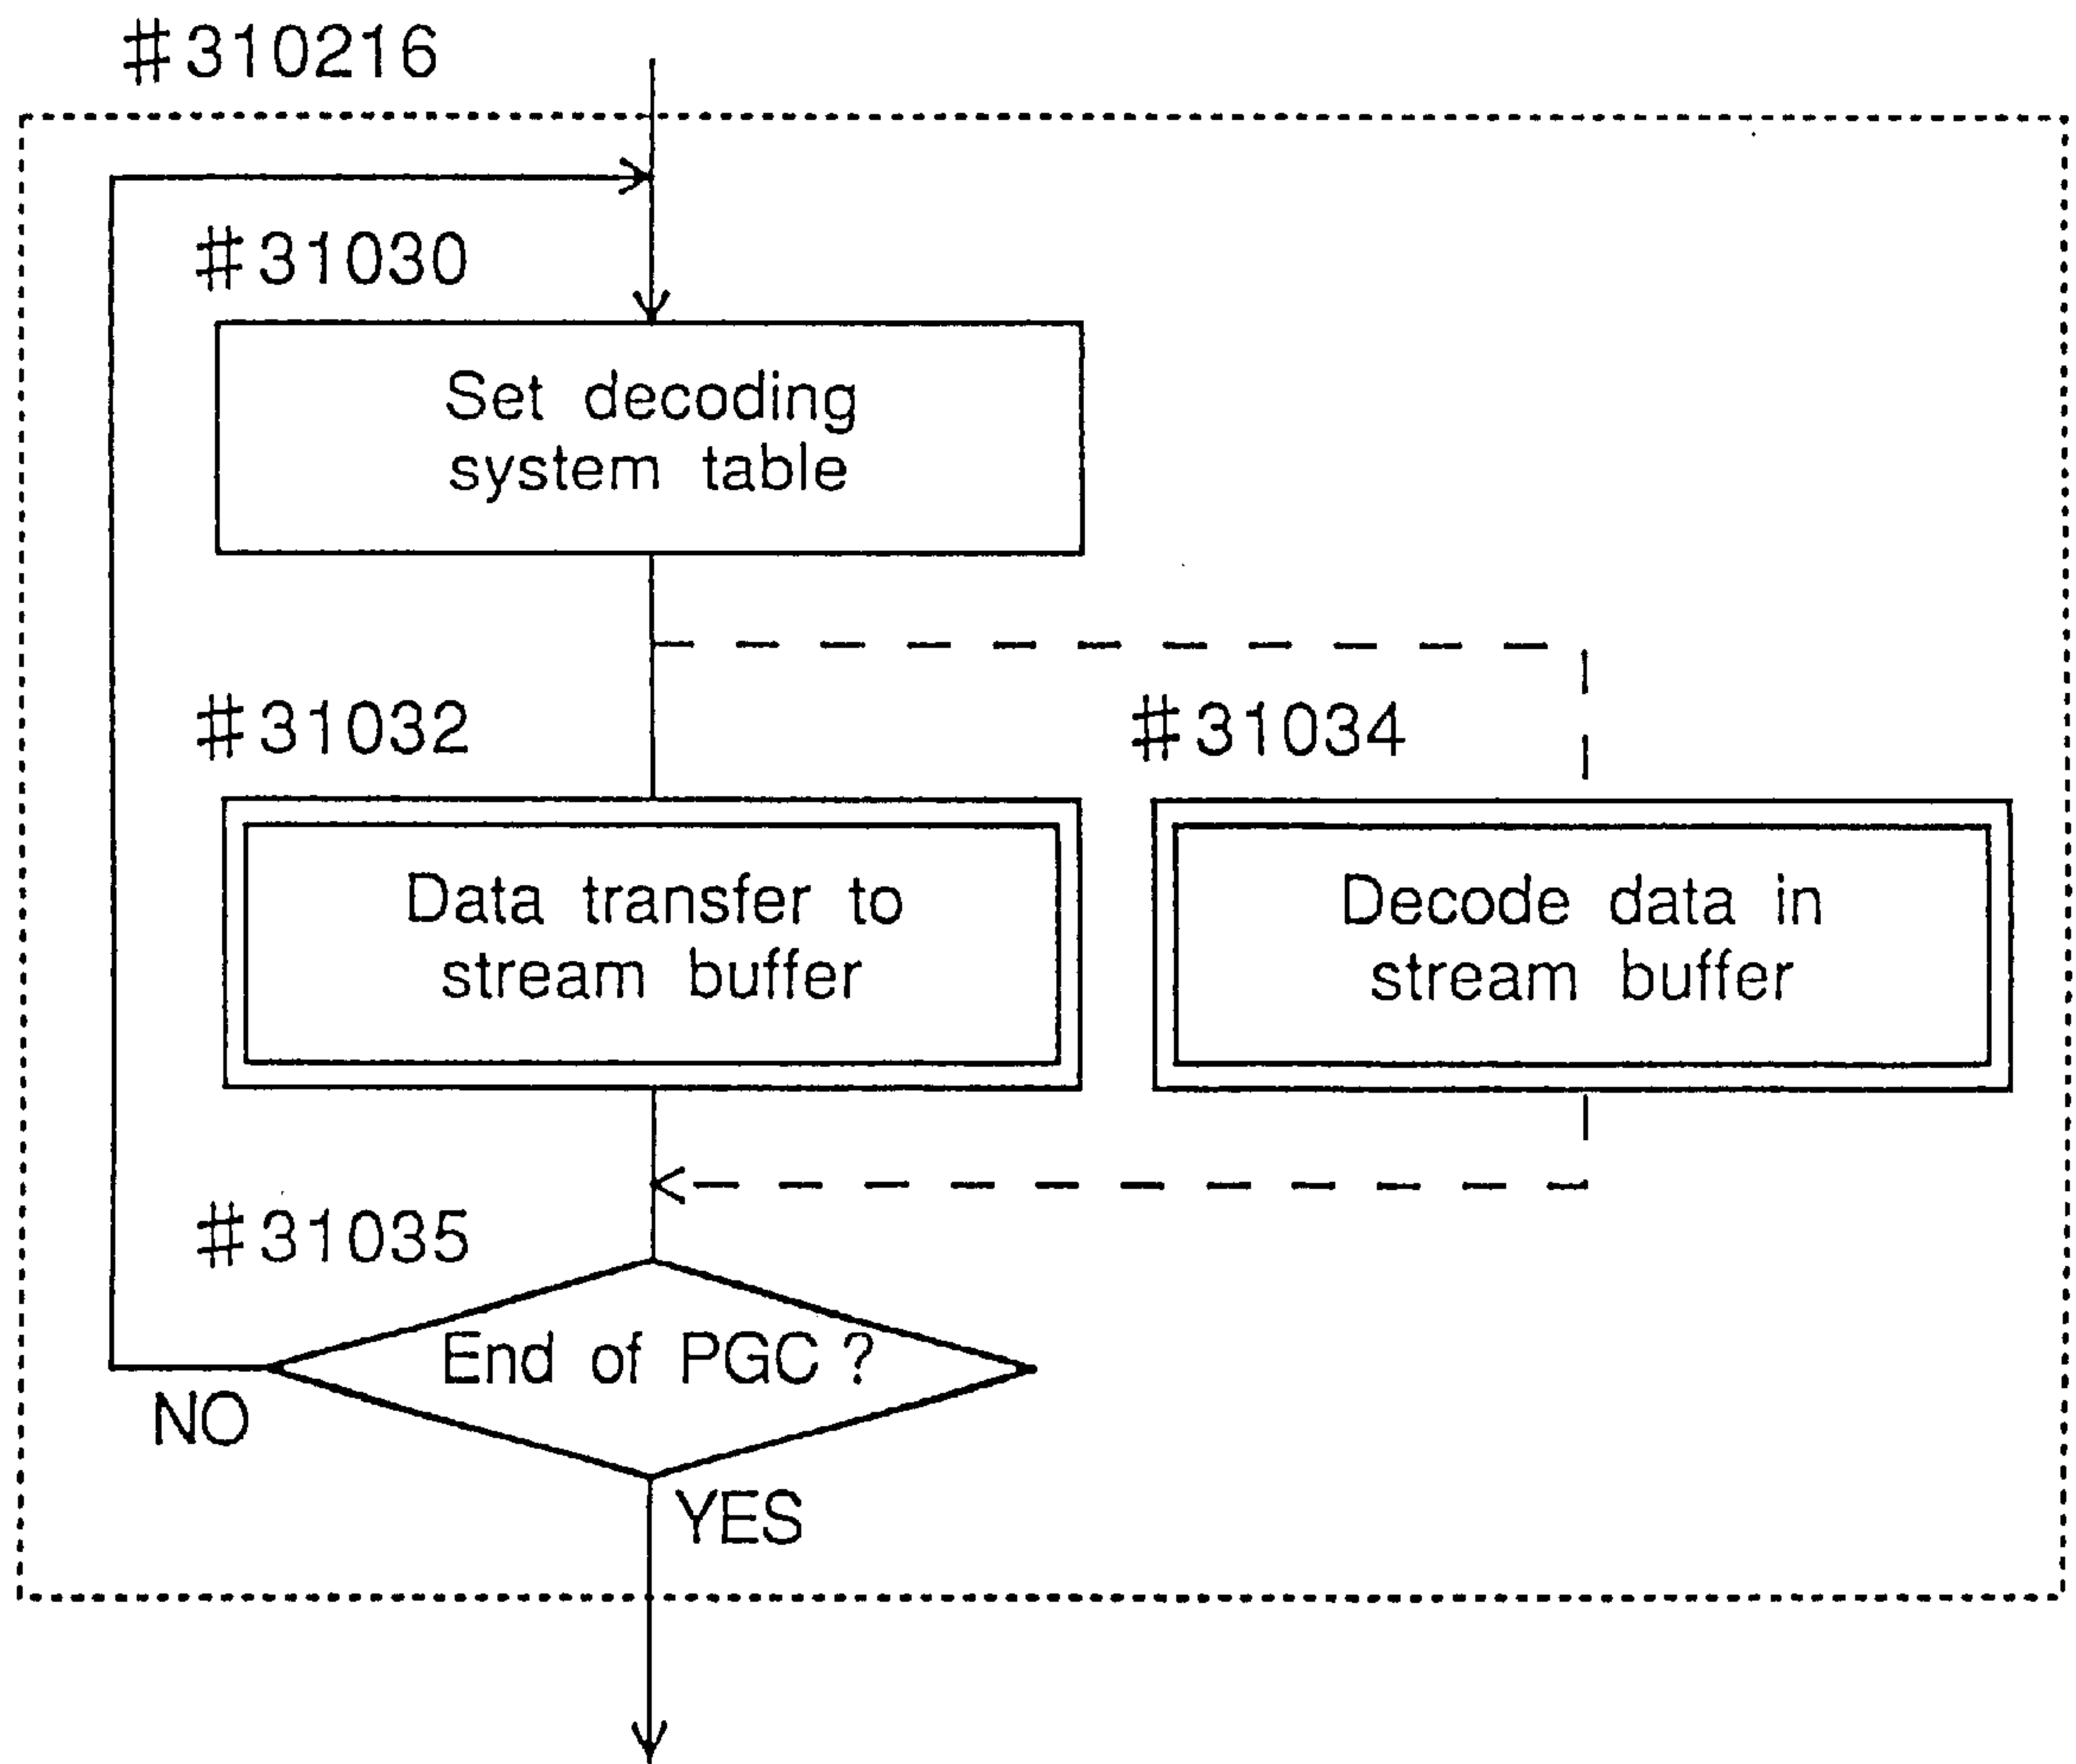 #310216
#31030
Set decoding
system table
#31032
#31034
Data transfer to
stream buffer
Decode data in
stream buffer
#31035
End of PGC ?
NO
YES